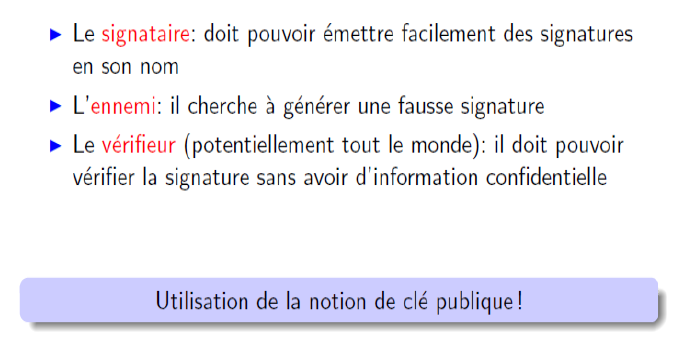 Le signataire: doit pouvoir émettre facilement des signatures
en son nom
L'ennemi: il cherche à générer une fausse signature
Le vérifieur (potentiellement tout le monde): il doit pouvoir
vérifier la signature sans avoir d'information confidentielle
Utilisation de la notion de clé publique!